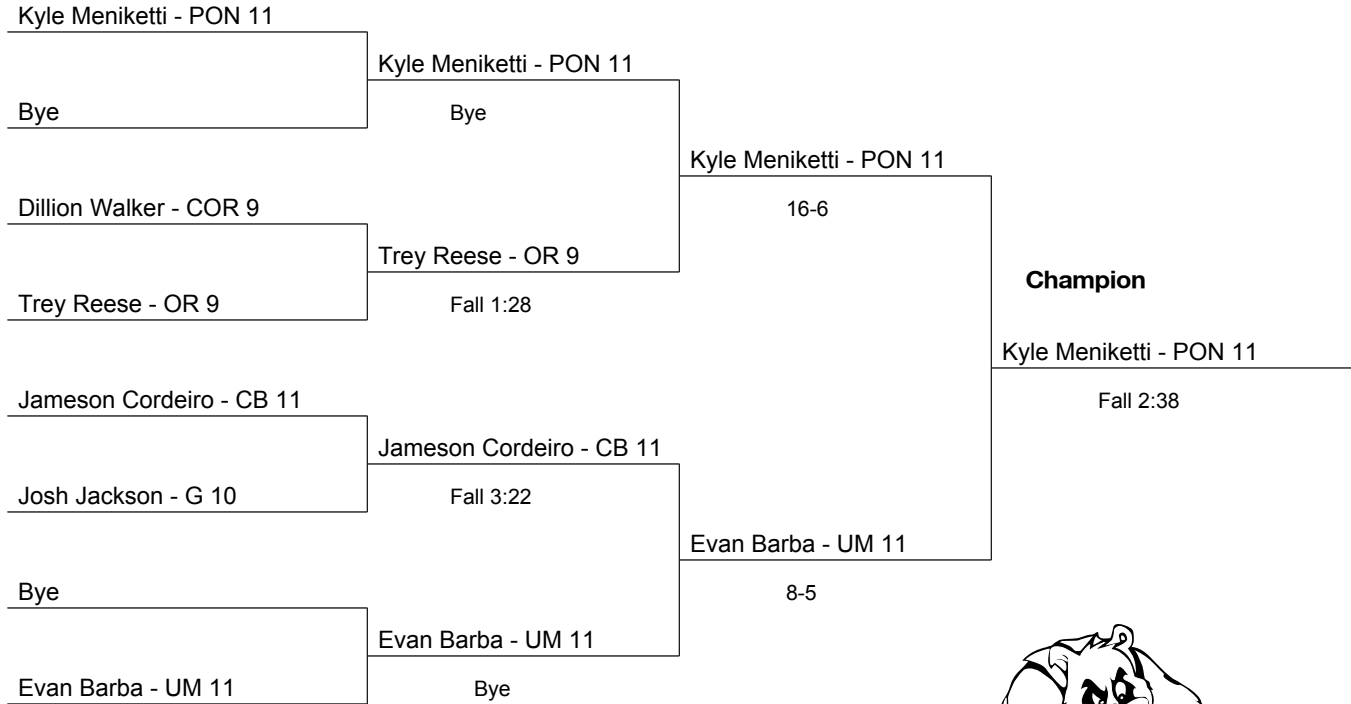 Kyle Meniketti - PON 11
Kyle Meniketti - PON 11
Bye
Bye
Kyle Meniketti - PON 11
Dillion Walker - COR 9
16-6
Trey Reese - OR 9
Champion
Trey Reese - OR 9
Fall 1:28
Kyle Meniketti - PON 11
Jameson Cordeiro - CB 11
Fall 2:38
Jameson Cordeiro - CB 11
Josh Jackson - G 10
Fall 3:22
Evan Barba - UM 11
Bye
8-5
Evan Barba - UM 11
Evan Barba - UM 11
Bye